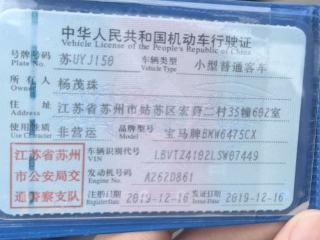 中华人民共和国机动车行驶证
Vehicle License of the People's Republic of China
号牌号码 Plate No. 苏UYJ150 车辆类型 Vehicle Type 小型普通客车
所有人 Owner 杨茂珠
住址 Address 江苏省苏州市姑苏区宏葑二村35幢602室
使用性质 非营运 品牌型号 Model 宝马牌BMW6475CX
江苏省苏州市公安局交通警察支队
车辆识别代号 VIN LBVTZ4102LSW07449
发动机号码 Engine No. A262D861
注册日期 Register Date 2019-12-16 发证日期 Issue Date 2019-12-16